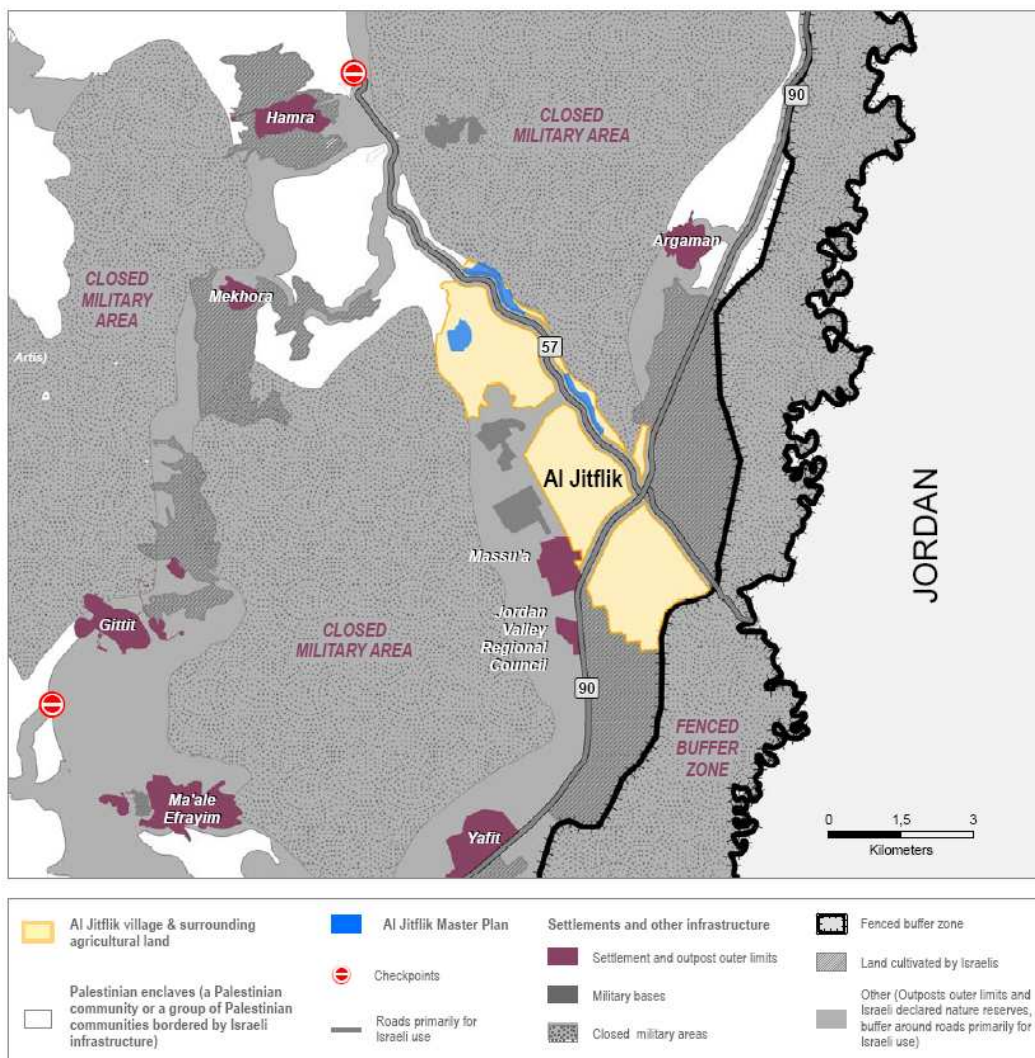 90
Hamra
CLOSED
MILITARY AREA
Argaman
CLOSED
MILITARY
AREA
Mekhora
57
Artis)
Al Jitflik
JORDAN
Massu'a
Jordan
Valley
Regional
Council
Gittit
CLOSED
MILITARY AREA
90
FENCED
BUFFER
ZONE
Ma'ale
Efrayim
Yafit
0 1,5 3
Kilometers
Al Jitflik village & surrounding
agricultural land
Palestinian enclaves (a Palestinian
community or a group of Palestinian
communities bordered by Israeli
infrastructure)
Al Jitflik Master Plan
Checkpoints
Roads primarily for
Israeli use
Settlements and other infrastructure
Settlement and outpost outer limits
Military bases
Closed military areas
Fenced buffer zone
Land cultivated by Israelis
Other (Outposts outer limits and
Israeli declared nature reserves,
buffer around roads primarily for
Israeli use)